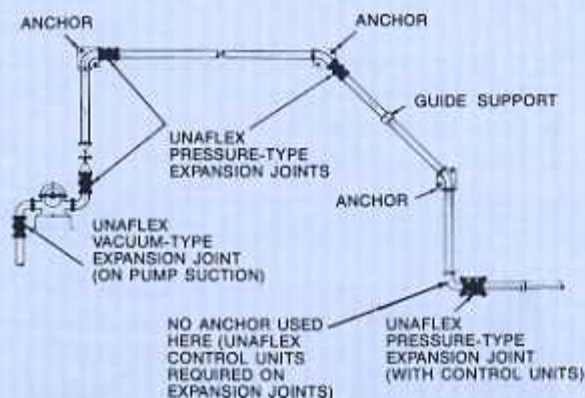 ANCHOR
ANCHOR
GUIDE SUPPORT
UNAFLEX
PRESSURE-TYPE
EXPANSION JOINTS
ANCHOR
UNAFLEX
VACUUM-TYPE
EXPANSION JOINT
(ON PUMP SUCTION)
NO ANCHOR USED
HERE (UNAFLEX
CONTROL UNITS
REQUIRED ON
EXPANSION JOINTS)
UNAFLEX
PRESSURE-TYPE
EXPANSION JOINT
(WITH CONTROL UNITS)